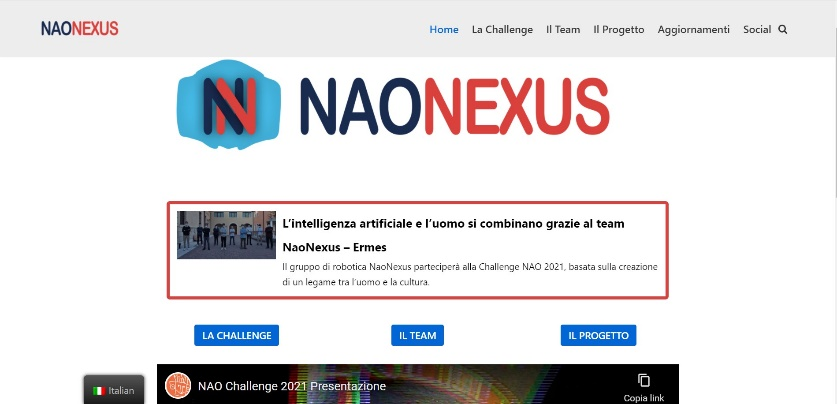 NAONEXUS
Home La Challenge Il Team Il Progetto Aggiornamenti Social
NAONEXUS
L'intelligenza artificiale e l'uomo si combinano grazie al team
NaoNexus – Ermes
Il gruppo di robotica NaoNexus parteciperà alla Challenge NAO 2021, basata sulla creazione
di un legame tra l'uomo e la cultura.
LA CHALLENGE IL TEAM IL PROGETTO
NAO Challenge 2021 Presentazione
Copia link
Italian